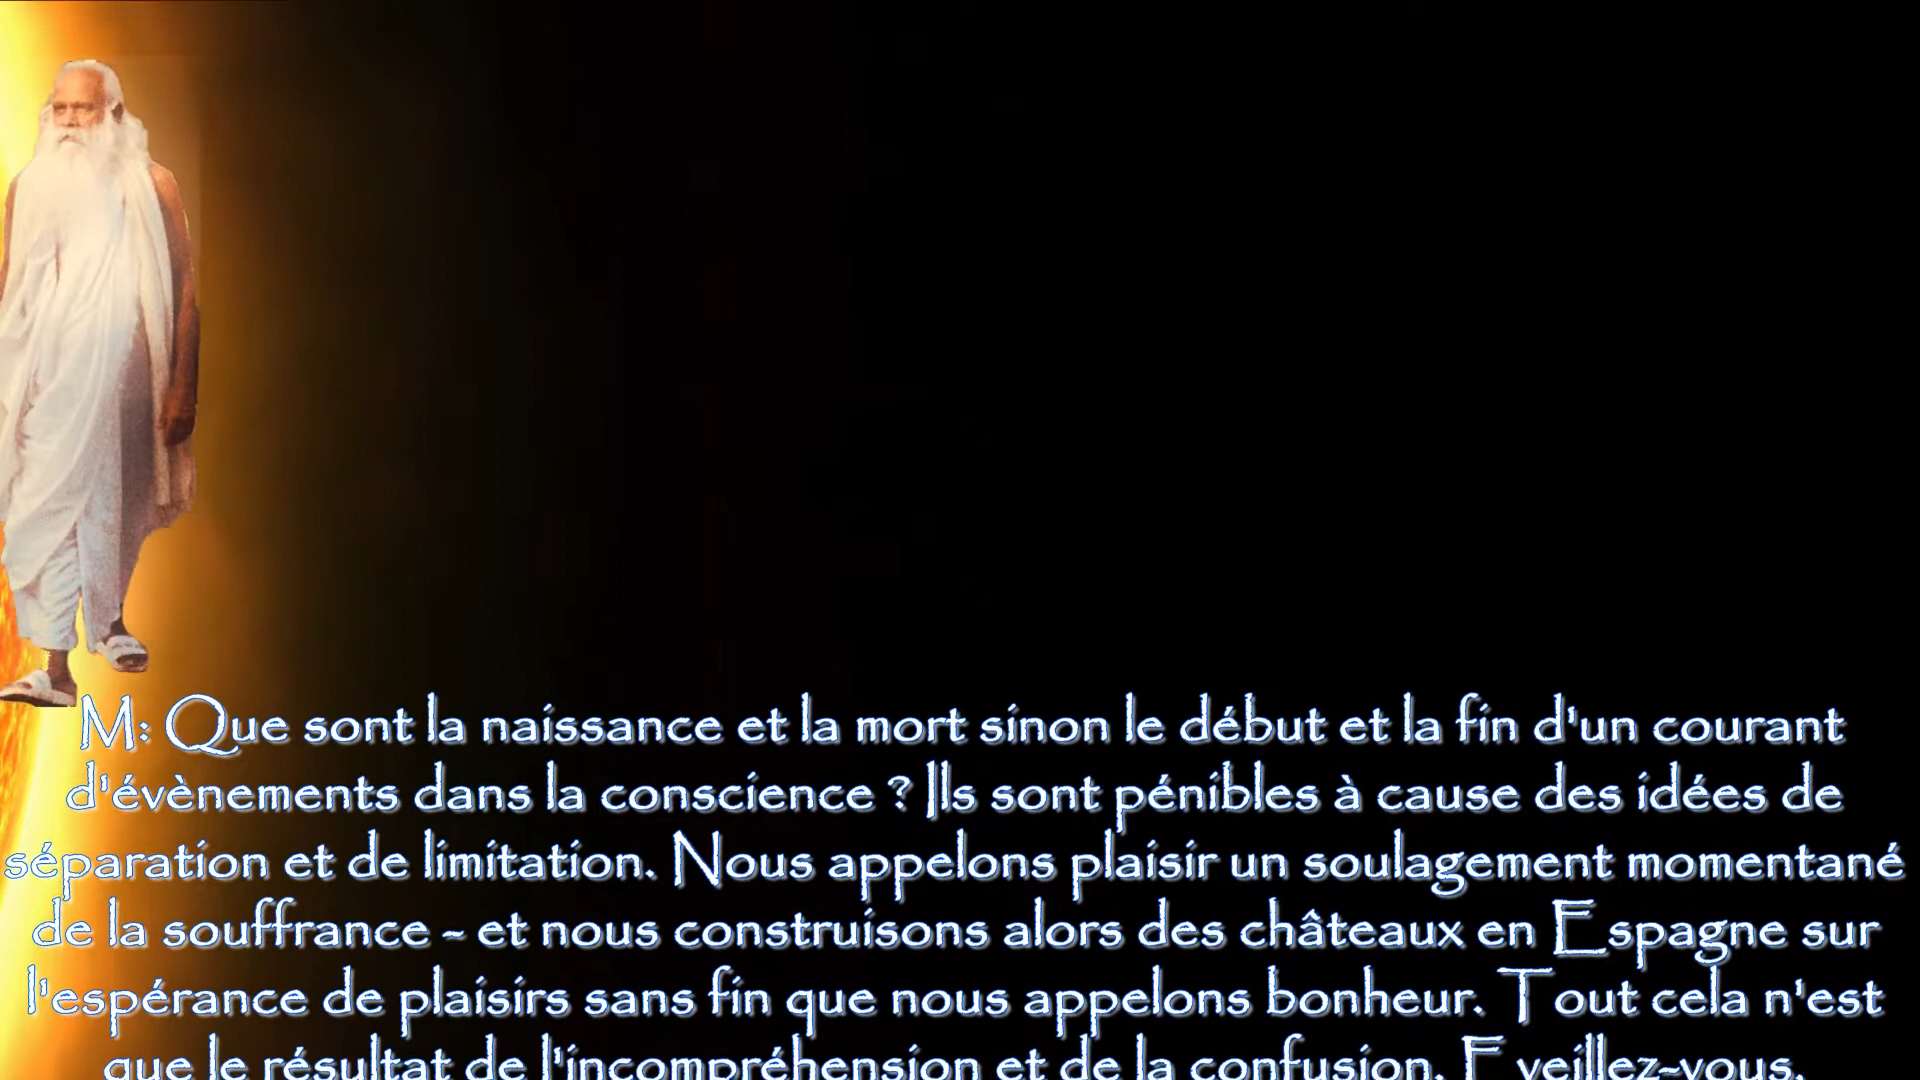 M: Que sont la naissance et la mort sinon le début et la fin d'un courant
d'évènements dans la conscience ? Ils sont pénibles à cause des idées de
séparation et de limitation. Nous appelons plaisir un soulagement momentané
de la souffrance - et nous construisons alors des châteaux en Espagne sur
l'espérance de plaisirs sans fin que nous appelons bonheur. Tout cela n'est
que le résultat de l'incompréhension et de la confusion. E veillez-vous,